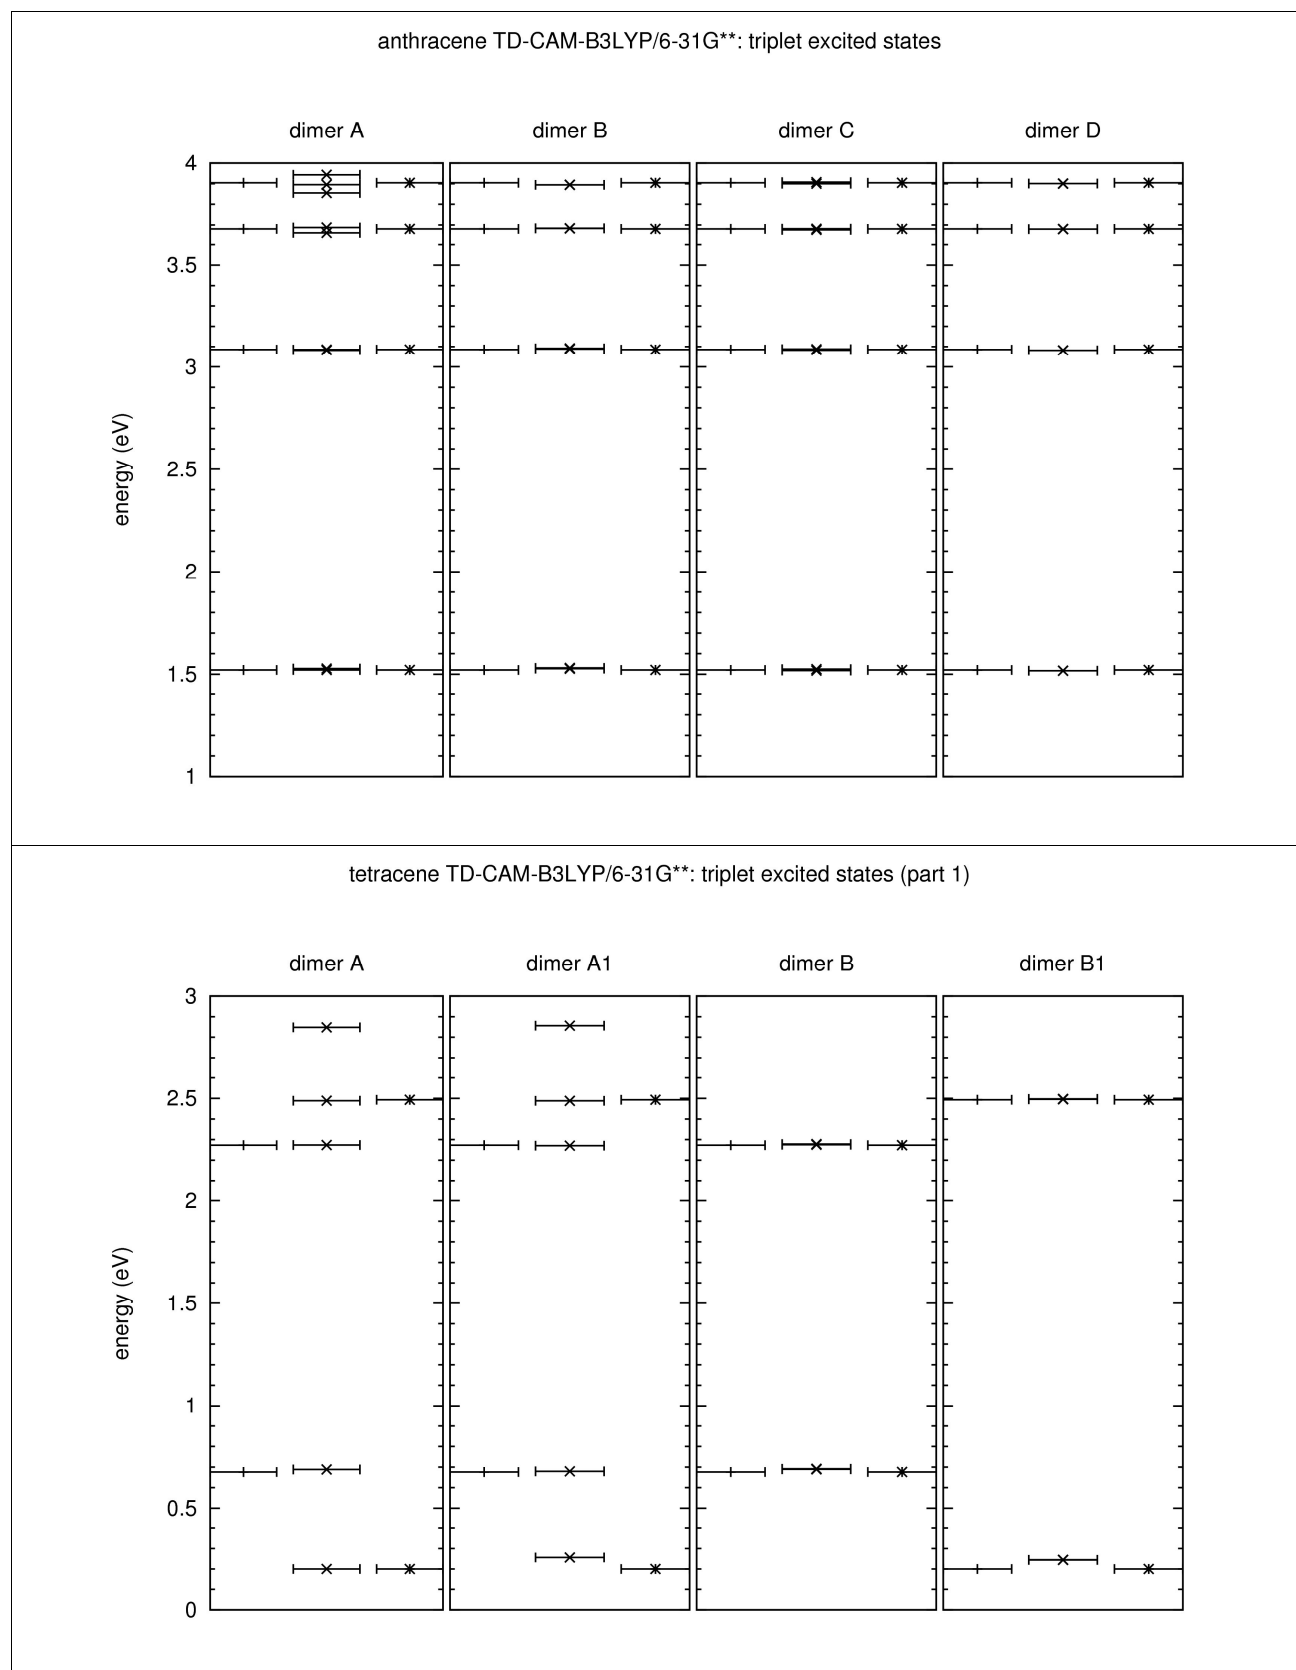 anthracene TD-CAM-B3LYP/6-31G**: triplet excited states
dimer A dimer B dimer C dimer D
4
3.5
3
2.5
2
1.5
1
energy (eV)
tetracene TD-CAM-B3LYP/6-31G**: triplet excited states (part 1)
dimer A dimer A1 dimer B dimer B1
3
2.5
2
1.5
1
0.5
0
energy (eV)